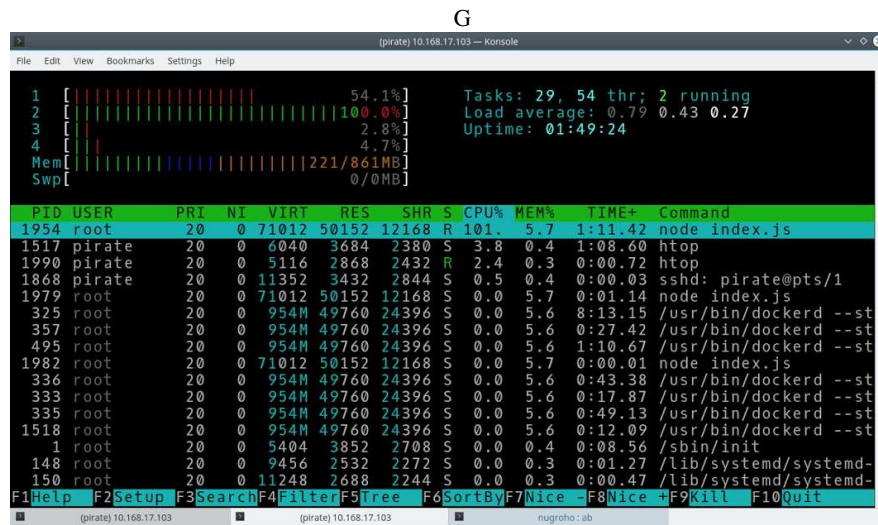 G
(pirate) 10.168.17.103 — Konsole
File Edit View Bookmarks Settings Help
1 [||||||||||||||||||| 54.1%] Tasks: 29, 54 thr; 2 running
2 [||||||||||||||||||||||||||||100.0%] Load average: 0.79 0.43 0.27
3 [|| 2.8%] Uptime: 01:49:24
4 [||| 4.7%]
Mem[|||||||||||||||||||||||||221/861MB]
Swp[ 0/0MB]
PID USER PRI NI VIRT RES SHR S CPU% MEM% TIME+ Command
1954 root 20 0 71012 50152 12168 R 101. 5.7 1:11.42 node index.js
1517 pirate 20 0 6040 3684 2380 S 3.8 0.4 1:08.60 htop
1990 pirate 20 0 5116 2868 2432 R 2.4 0.3 0:00.72 htop
1868 pirate 20 0 11352 3432 2844 S 0.5 0.4 0:00.03 sshd: pirate@pts/1
1979 root 20 0 71012 50152 12168 S 0.0 5.7 0:01.14 node index.js
325 root 20 0 954M 49760 24396 S 0.0 5.6 8:13.15 /usr/bin/dockerd --st
357 root 20 0 954M 49760 24396 S 0.0 5.6 0:27.42 /usr/bin/dockerd --st
495 root 20 0 954M 49760 24396 S 0.0 5.6 1:10.67 /usr/bin/dockerd --st
1982 root 20 0 71012 50152 12168 S 0.0 5.7 0:00.01 node index.js
336 root 20 0 954M 49760 24396 S 0.0 5.6 0:43.38 /usr/bin/dockerd --st
333 root 20 0 954M 49760 24396 S 0.0 5.6 0:17.87 /usr/bin/dockerd --st
335 root 20 0 954M 49760 24396 S 0.0 5.6 0:49.13 /usr/bin/dockerd --st
1518 root 20 0 954M 49760 24396 S 0.0 5.6 0:12.09 /usr/bin/dockerd --st
1 root 20 0 5404 3852 2708 S 0.0 0.4 0:08.56 /sbin/init
148 root 20 0 9456 2532 2272 S 0.0 0.3 0:01.27 /lib/systemd/systemd-
150 root 20 0 11248 2688 2244 S 0.0 0.3 0:00.41 /lib/systemd/systemd-
F1Help F2Setup F3SearchF4FilterF5Tree F6SortByF7Nice -F8Nice +F9Kill F10Quit
(pirate) 10.168.17.103 (pirate) 10.168.17.103 nugroho : ab